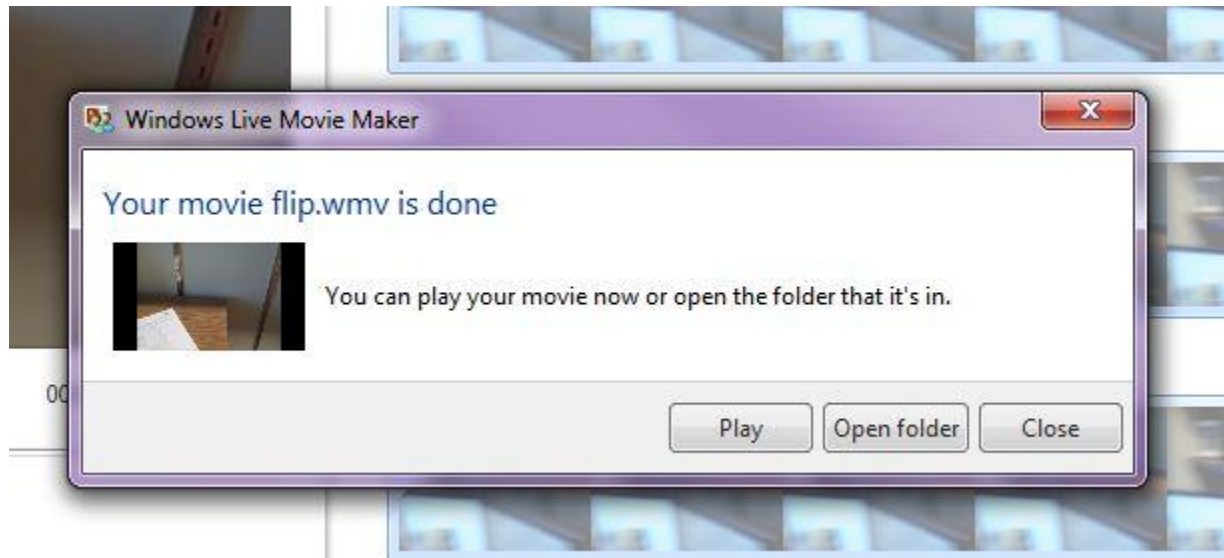 Windows Live Movie Maker
Your movie flip.wmv is done
You can play your movie now or open the folder that it's in.
00
Play Open folder Close